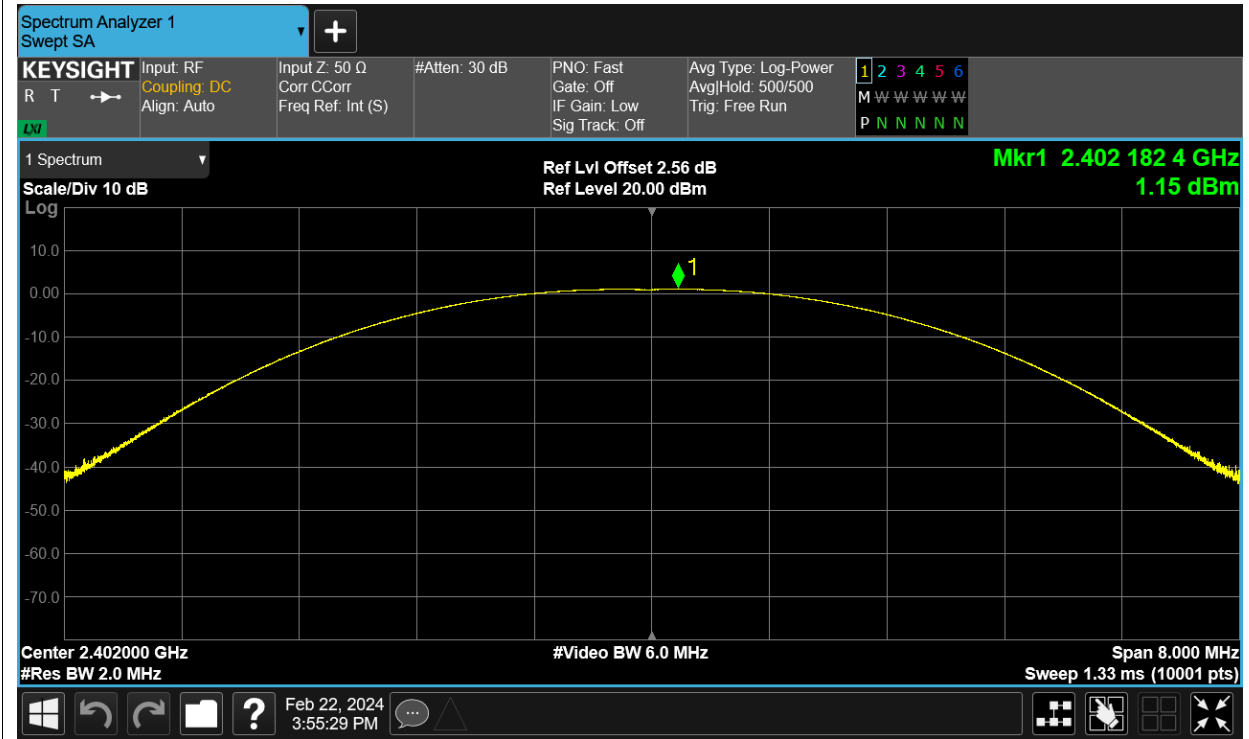 Spectrum Analyzer 1
Swept SA
KEYSIGHT
R T
LXI
Input: RF
Coupling: DC
Align: Auto
Input Z: 50 Ω
Corr CCorr
Freq Ref: Int (S)
#Atten: 30 dB
PNO: Fast
Gate: Off
IF Gain: Low
Sig Track: Off
Avg Type: Log-Power
Avg|Hold: 500/500
Trig: Free Run
1 2 3 4 5 6
M W W W W W
P N N N N N
1 Spectrum
Scale/Div 10 dB
Log
Ref Lvl Offset 2.56 dB
Ref Level 20.00 dBm
Mkr1 2.402 182 4 GHz
1.15 dBm
10.0
0.00
-10.0
-20.0
-30.0
-40.0
-50.0
-60.0
-70.0
1
Center 2.402000 GHz
#Res BW 2.0 MHz
#Video BW 6.0 MHz
Span 8.000 MHz
Sweep 1.33 ms (10001 pts)
?
Feb 22, 2024
3:55:29 PM